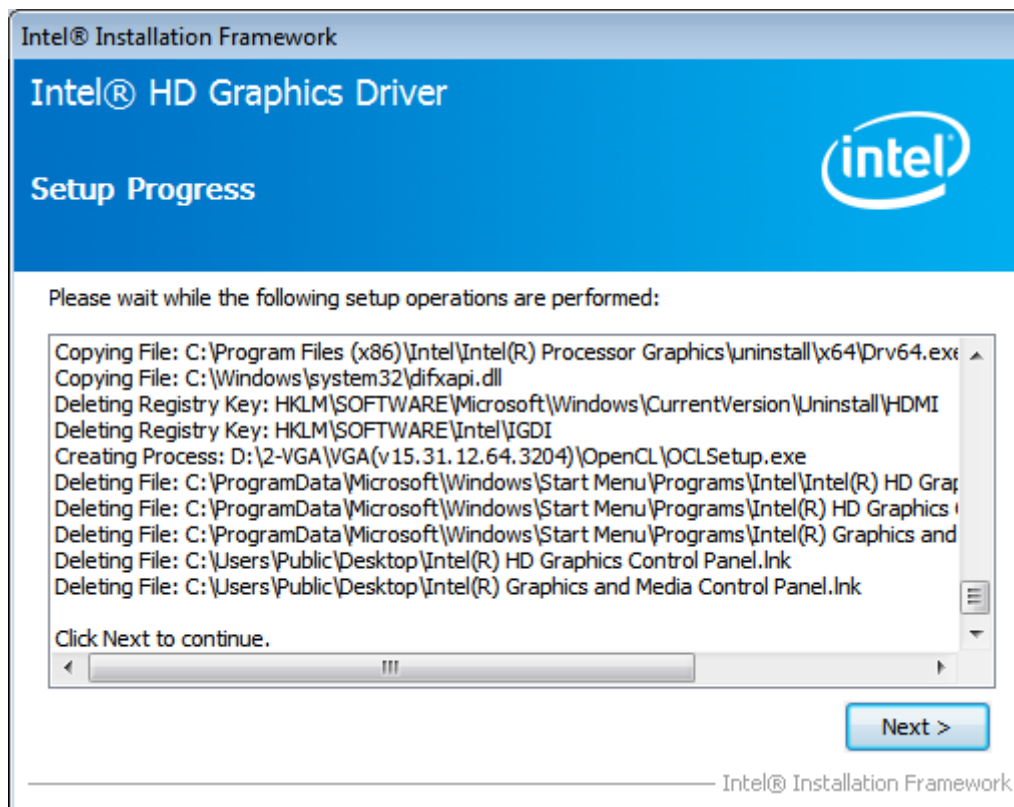 Intel® Installation Framework
Intel® HD Graphics Driver
intel
Setup Progress
Please wait while the following setup operations are performed:
Copying File: C:\Program Files (x86)\Intel\Intel(R) Processor Graphics\uninstall\x64\Drv64.exe
Copying File: C:\Windows\system32\difxapi.dll
Deleting Registry Key: HKLM\SOFTWARE\Microsoft\Windows\CurrentVersion\Uninstall\HDMI
Deleting Registry Key: HKLM\SOFTWARE\Intel\IGDI
Creating Process: D:\2-VGA\VGA(v15.31.12.64.3204)\OpenCL\OCLSetup.exe
Deleting File: C:\ProgramData\Microsoft\Windows\Start Menu\Programs\Intel\Intel(R) HD Grap
Deleting File: C:\ProgramData\Microsoft\Windows\Start Menu\Programs\Intel(R) HD Graphics
Deleting File: C:\ProgramData\Microsoft\Windows\Start Menu\Programs\Intel(R) Graphics and
Deleting File: C:\Users\Public\Desktop\Intel(R) HD Graphics Control Panel.lnk
Deleting File: C:\Users\Public\Desktop\Intel(R) Graphics and Media Control Panel.lnk
Click Next to continue.
Next >
Intel® Installation Framework